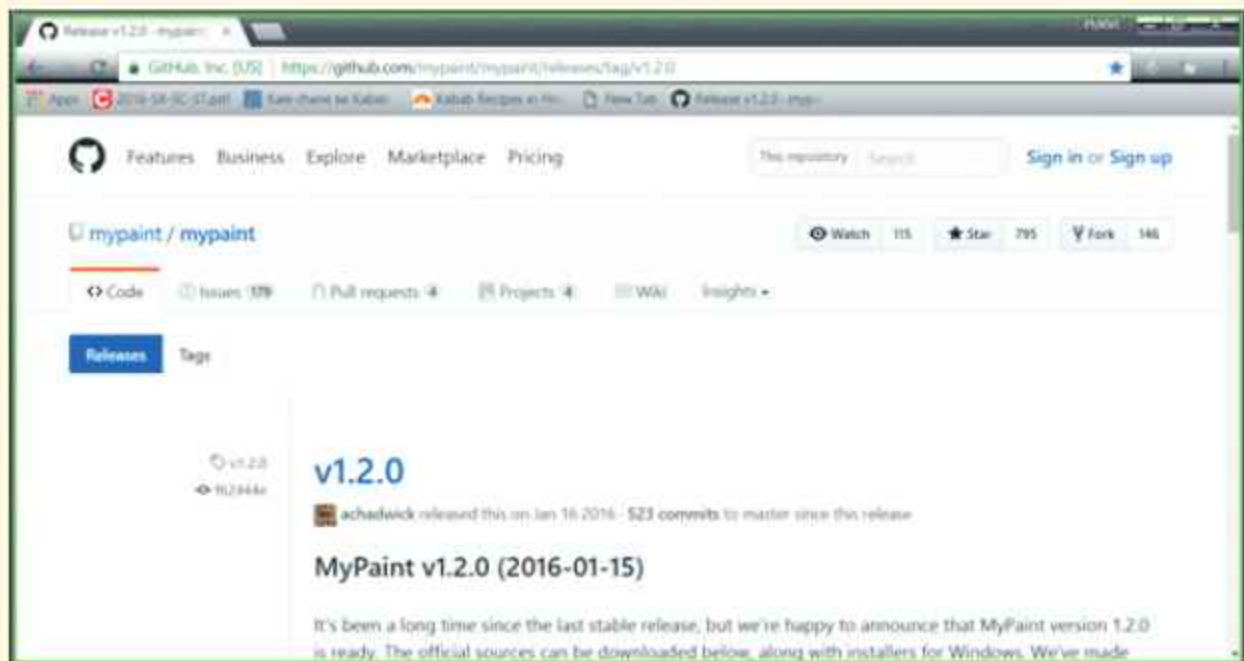 Release v1.2.0 · mypaint
GitHub, Inc. [US] https://github.com/mypaint/mypaint/releases/tag/v1.2.0
Apps Kabab Recipes in New Tab Release v1.2.0 · myp
Features Business Explore Marketplace Pricing This repository Search Sign in or Sign up
mypaint / mypaint Watch 115 Star 795 Fork 146
Code Issues 179 Pull requests 4 Projects 4 Wiki Insights
Releases Tags
v1.2.0
v1.2.0
achadwick released this on Jan 16 2016 · 523 commits to master since this release
MyPaint v1.2.0 (2016-01-15)
It's been a long time since the last stable release, but we're happy to announce that MyPaint version 1.2.0
is ready. The official sources can be downloaded below, along with installers for Windows. We've made